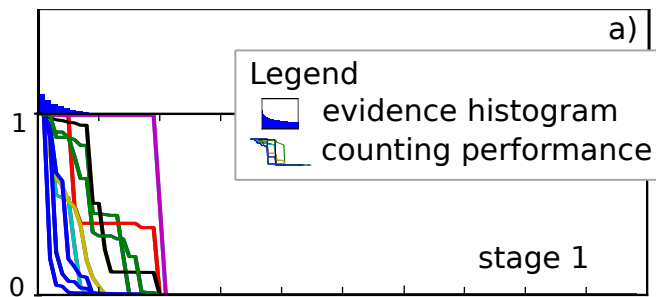 a)
Legend
evidence histogram
1
counting performance
stage 1
0